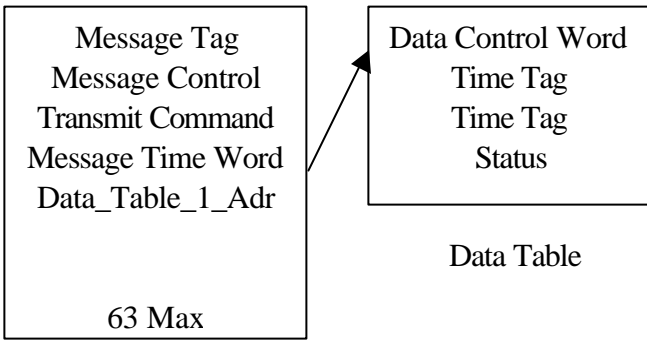 Message Tag
Message Control
Transmit Command
Message Time Word
Data_Table_1_Adr
63 Max
Data Control Word
Time Tag
Time Tag
Status
Data Table